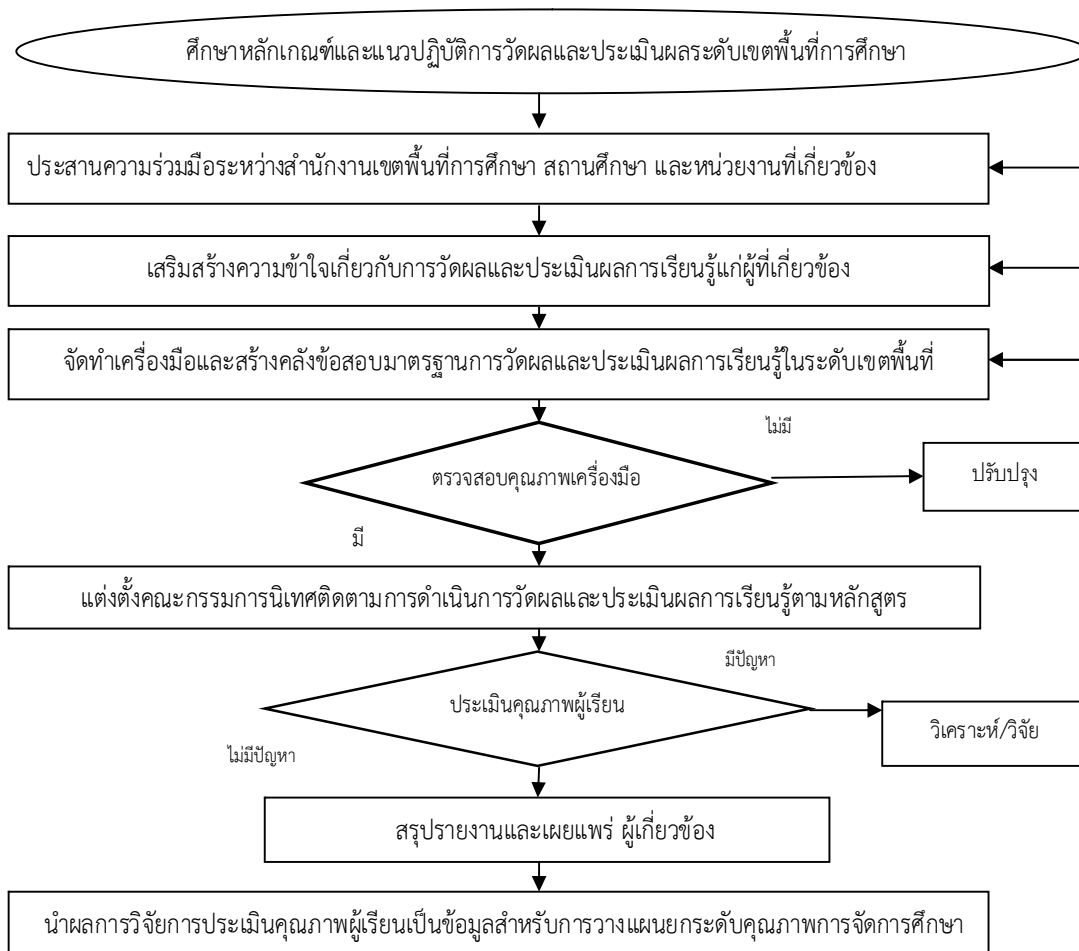 ศึกษาหลักเกณฑ์และแนวปฏิบัติการวัดผลและประเมินผลระดับเขตพื้นที่การศึกษา
ประสานความร่วมมือระหว่างสำนักงานเขตพื้นที่การศึกษา สถานศึกษา และหน่วยงานที่เกี่ยวข้อง
เสริมสร้างความข้าใจเกี่ยวกับการวัดผลและประเมินผลการเรียนรู้แก่ผู้ที่เกี่ยวข้อง
จัดทำเครื่องมือและสร้างคลังข้อสอบมาตรฐานการวัดผลและประเมินผลการเรียนรู้ในระดับเขตพื้นที่
ไม่มี
ตรวจสอบคุณภาพเครื่องมือ
ปรับปรุง
มี
แต่งตั้งคณะกรรมการนิเทศติดตามการดำเนินการวัดผลและประเมินผลการเรียนรู้ตามหลักสูตร
มีปัญหา
ประเมินคุณภาพผู้เรียน
วิเคราะห์/วิจัย
ไม่มีปัญหา
สรุปรายงานและเผยแพร่ ผู้เกี่ยวข้อง
นำผลการวิจัยการประเมินคุณภาพผู้เรียนเป็นข้อมูลสำหรับการวางแผนยกระดับคุณภาพการจัดการศึกษา